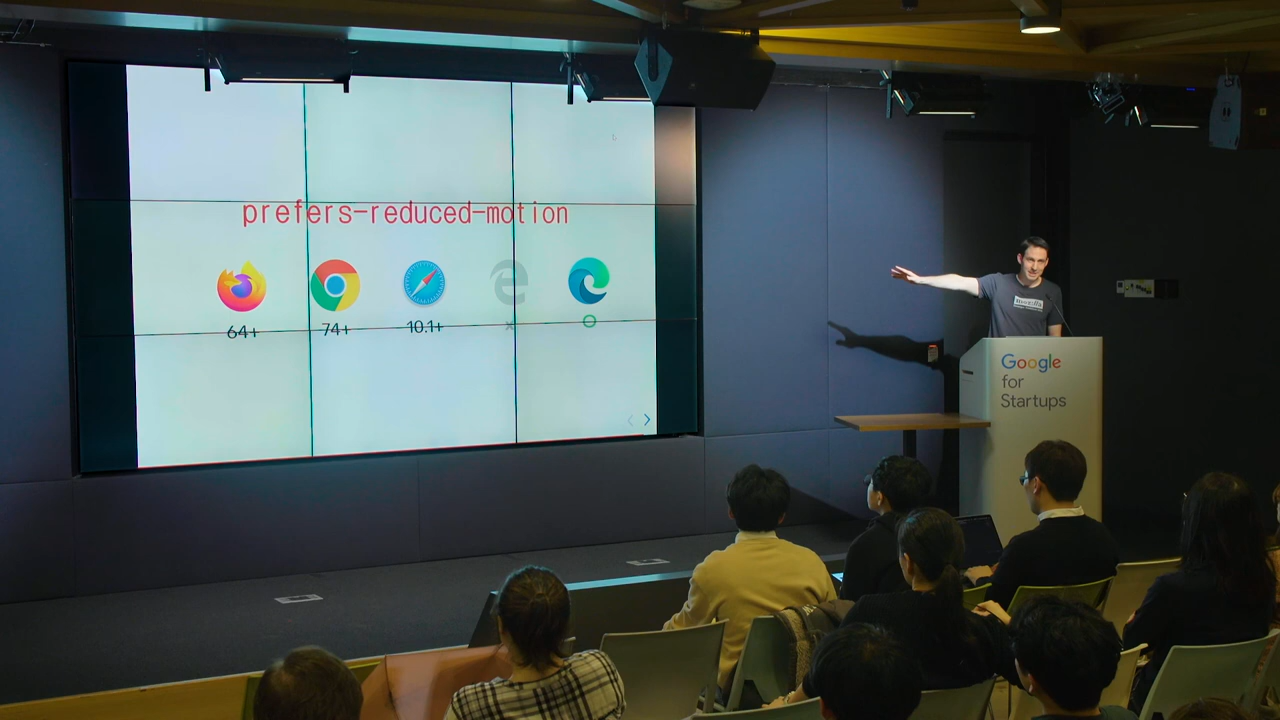 prefers-reduced-motion
64+
74+
10.1+
×
Google
for
Startups